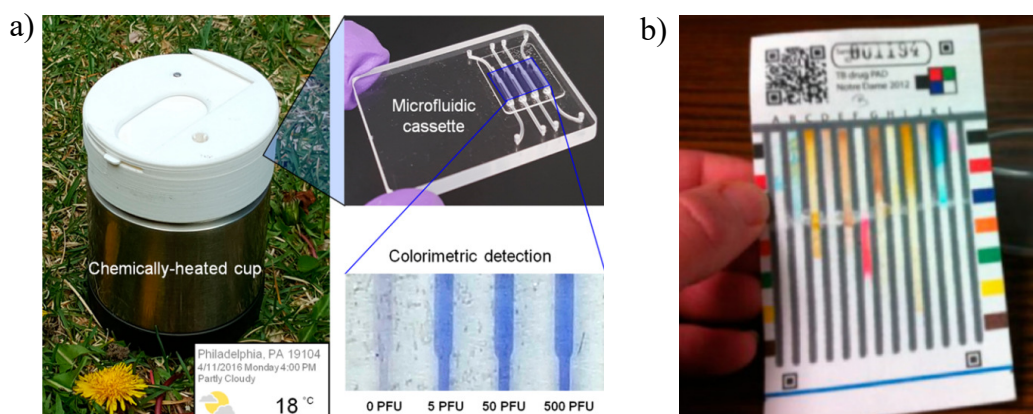 a)
Chemically-heated cup
Philadelphia, PA 19104
4/11/2016 Monday 4:00 PM
Partly Cloudy
18 °C
Microfluidic
cassette
Colorimetric detection
0 PFU 5 PFU 50 PFU 500 PFU
b)
001194
TB drug PAD
Notre Dame 2012
A B C D E F G H I J K L